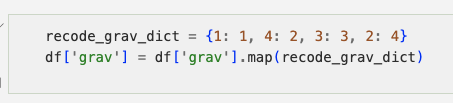 recode_grav_dict = {1: 1, 4: 2, 3: 3, 2: 4}
df['grav'] = df['grav'].map(recode_grav_dict)